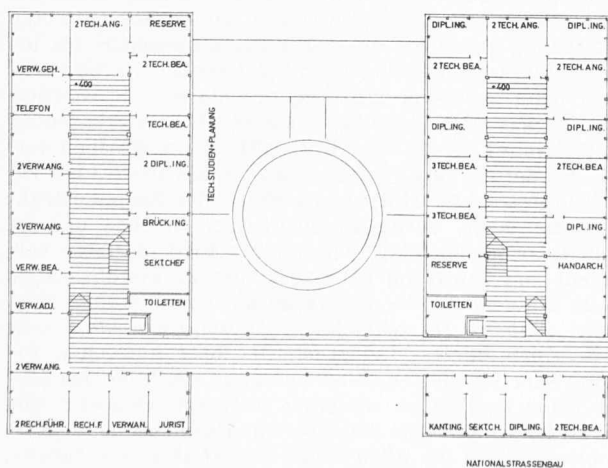 2 TECH. ANG.
RESERVE
VERW. GEH.
2 TECH. BEA.
+400
TELEFON
TECH. BEA.
2 VERW. ANG.
2 DIPL. ING.
2 VERW. ANG.
BRÜCK. ING.
VERW. BEA.
SEKT. CHEF
VERW. ADJ.
TOILETTEN
2 VERW. ANG.
2 RECH. FÜHR.
RECH. F.
VERW. AN.
JURIST
TECH. STUDIEN + PLANUNG
DIPL. ING.
2 TECH. ANG.
DIPL. ING.
2 TECH. BEA.
2 TECH. ANG.
+400
DIPL. ING.
DIPL. ING.
3 TECH. BEA.
2 TECH. BEA.
3 TECH. BEA.
DIPL. ING.
RESERVE
HANDARCH.
TOILETTEN
KANT. ING.
SEKT. CH.
DIPL. ING.
2 TECH. BEA.
NATIONALSTRASSENBAU